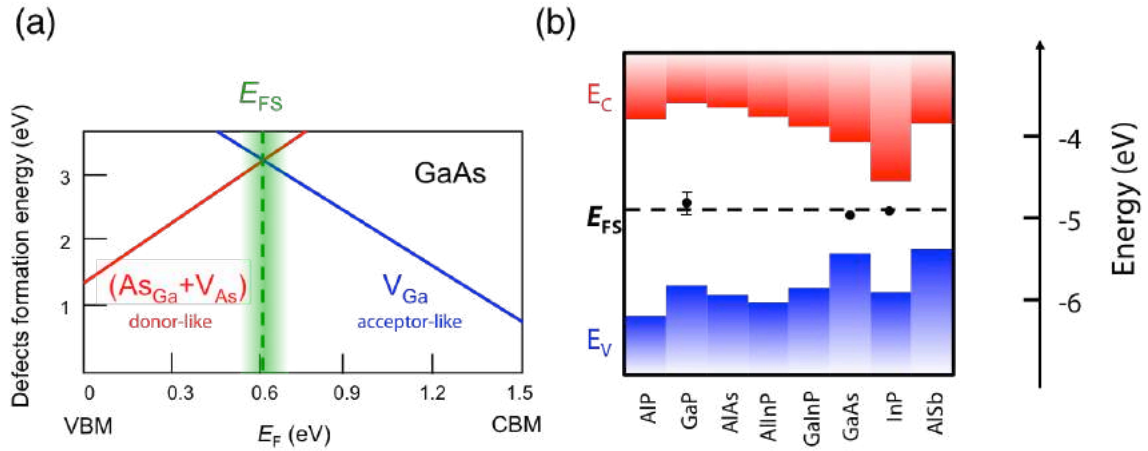 (a)
E_FS
Defects formation energy (eV)
3
2
1
GaAs
(As_Ga+V_As)
donor-like
V_Ga
acceptor-like
0 0.3 0.6 0.9 1.2 1.5
VBM E_F (eV) CBM
(b)
E_C
E_FS
E_V
AlP GaP AlAs AlInP GaInP GaAs InP AlSb
-4
-5
-6
Energy (eV)